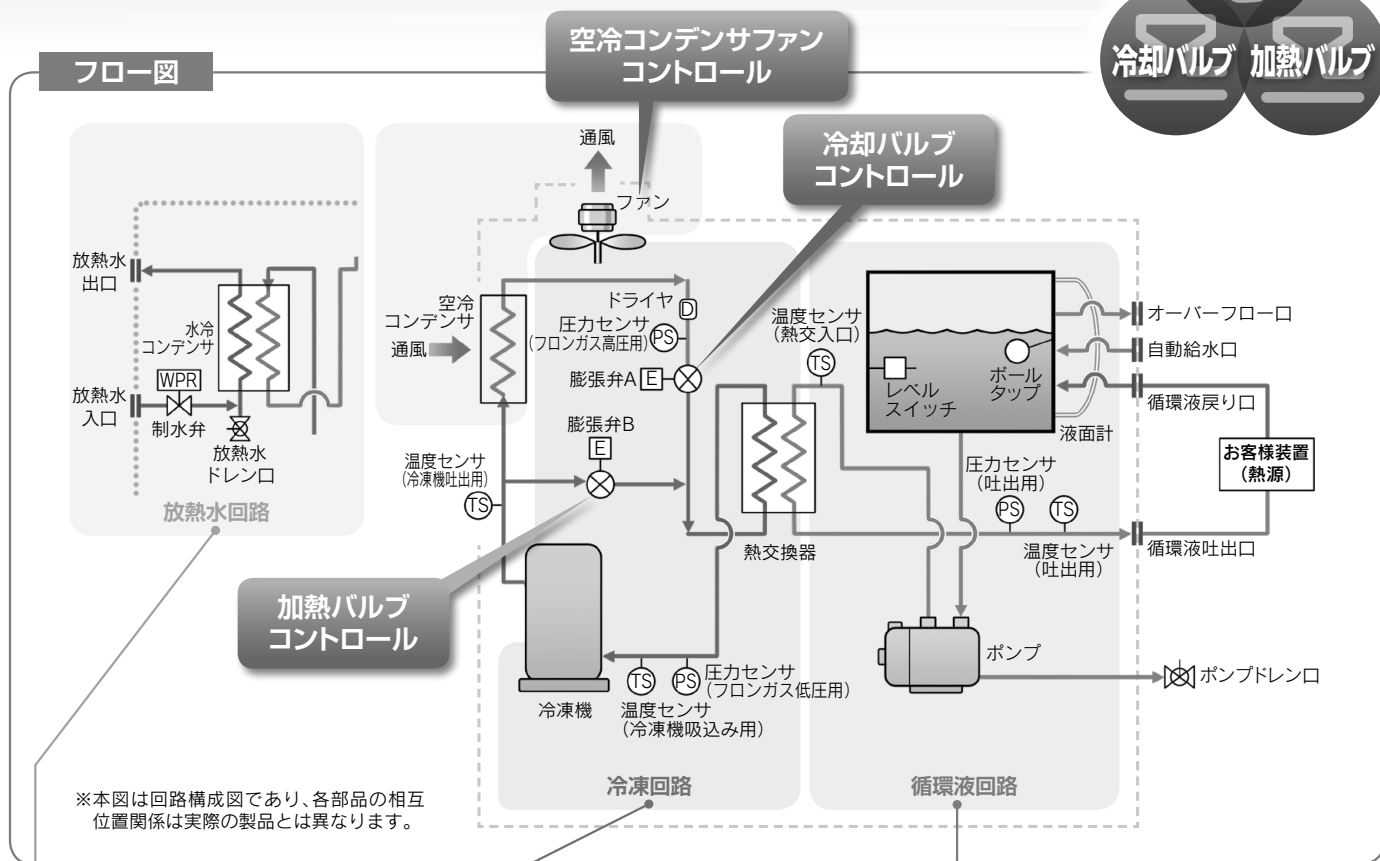 フロー図
空冷コンデンサファン
コントロール
冷却バルブ
加熱バルブ
通風
ファン
冷却バルブ
コントロール
放熱水
出口
水冷
コンデンサ
WPR
放熱水
入口
制水弁
放熱水
ドレン口
放熱水回路
空冷
コンデンサ
通風
ドライヤ
D
圧力センサ
(フロンガス高圧用)
PS
膨張弁A
E
膨張弁B
E
温度センサ
(冷凍機吐出用)
TS
温度センサ
(熱交入口)
TS
熱交換器
レベル
スイッチ
ボール
タップ
液面計
オーバーフロー口
自動給水口
循環液戻り口
お客様装置
(熱源)
圧力センサ
(吐出用)
PS
TS
温度センサ
(吐出用)
循環液吐出口
加熱バルブ
コントロール
冷凍機
TS
温度センサ
(冷凍機吸込み用)
PS
圧力センサ
(フロンガス低圧用)
ポンプ
ポンプドレン口
冷凍回路
循環液回路
※本図は回路構成図であり、各部品の相互
位置関係は実際の製品とは異なります。